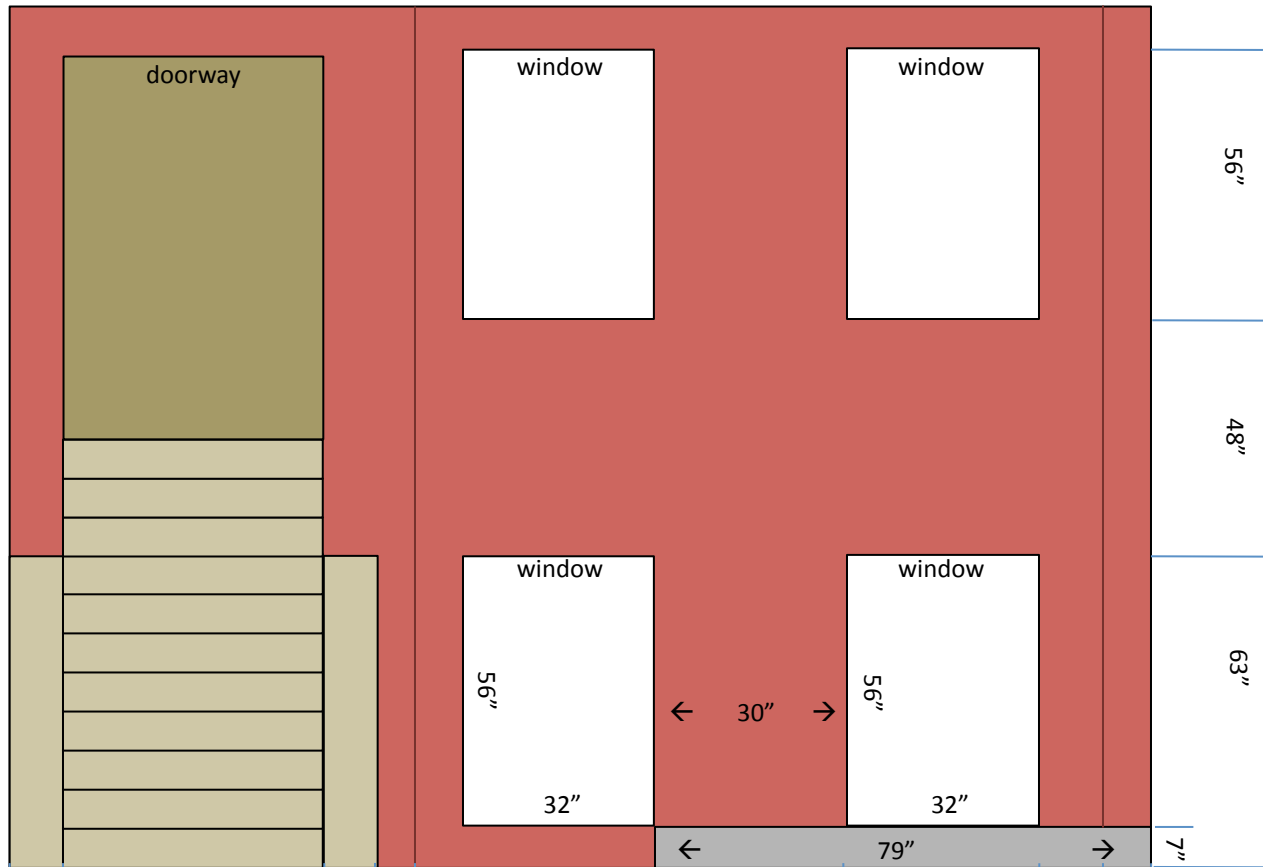 doorway
window
window
56”
48”
window
window
56”
56”
63”
← 30” →
32”
32”
← 79” →
7”